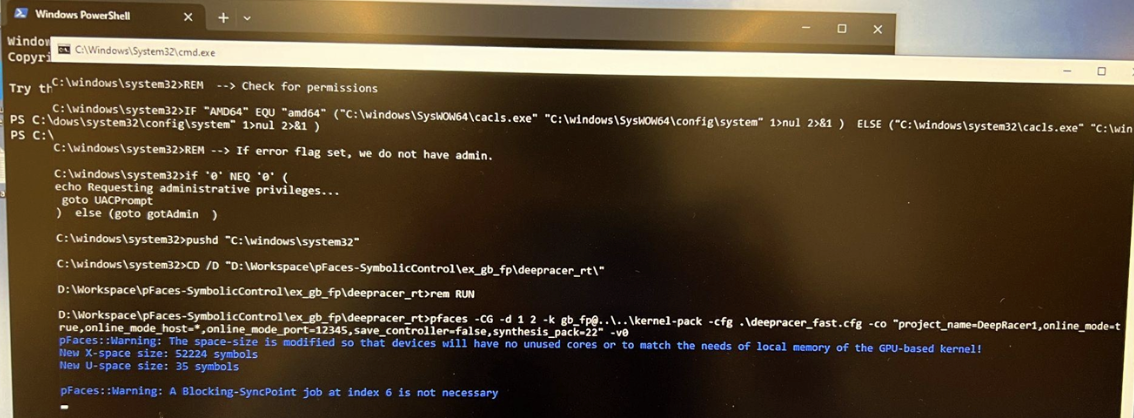 Windows PowerShell
Window
C:\Windows\System32\cmd.exe
Copyri
Try th
C:\windows\system32>REM --> Check for permissions
C:\windows\system32>IF "AMD64" EQU "amd64" ("C:\windows\SysWOW64\cacls.exe" "C:\windows\SysWOW64\config\system" 1>nul 2>&1 ) ELSE ("C:\windows\system32\cacls.exe" "C:\win
PS C:\dows\system32\config\system" 1>nul 2>&1 )
PS C:\
C:\windows\system32>REM --> If error flag set, we do not have admin.
C:\windows\system32>if '0' NEQ '0' (
echo Requesting administrative privileges...
goto UACPrompt
) else (goto gotAdmin )
C:\windows\system32>pushd "C:\windows\system32"
C:\windows\system32>CD /D "D:\Workspace\pFaces-SymbolicControl\ex_gb_fp\deepracer_rt\"
D:\Workspace\pFaces-SymbolicControl\ex_gb_fp\deepracer_rt>rem RUN
D:\Workspace\pFaces-SymbolicControl\ex_gb_fp\deepracer_rt>pfaces -CG -d 1 2 -k gb_fp@..\..\kernel-pack -cfg .\deepracer_fast.cfg -co "project_name=DeepRacer1,online_mode=t
rue,online_mode_host=*,online_mode_port=12345,save_controller=false,synthesis_pack=22" -v0
pFaces::Warning: The space-size is modified so that devices will have no unused cores or to match the needs of local memory of the GPU-based kernel!
New X-space size: 52224 symbols
New U-space size: 35 symbols
pFaces::Warning: A Blocking-SyncPoint job at index 6 is not necessary